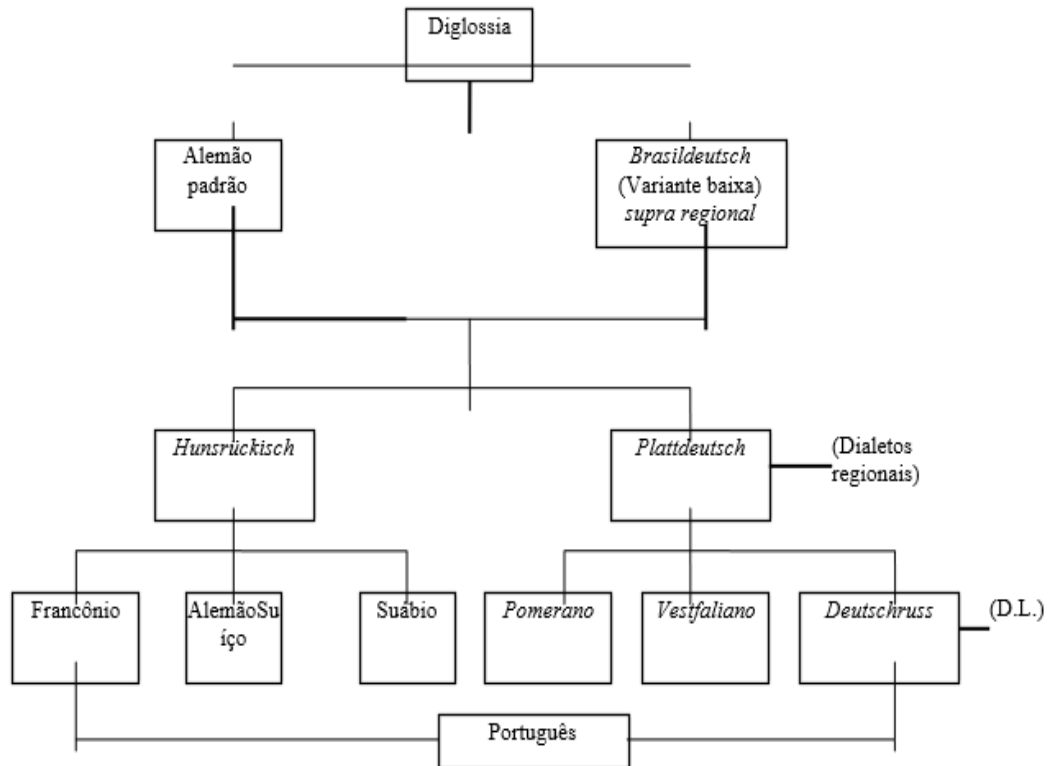 Diglossia
Alemão
padrão
Brasildeutsch
(Variante baixa)
supra regional
Hunsrückisch
Plattdeutsch
(Dialetos
regionais)
Francônio
AlemãoSu
íço
Suábio
Pomerano
Vestfaliano
Deutschruss
(D.L.)
Português